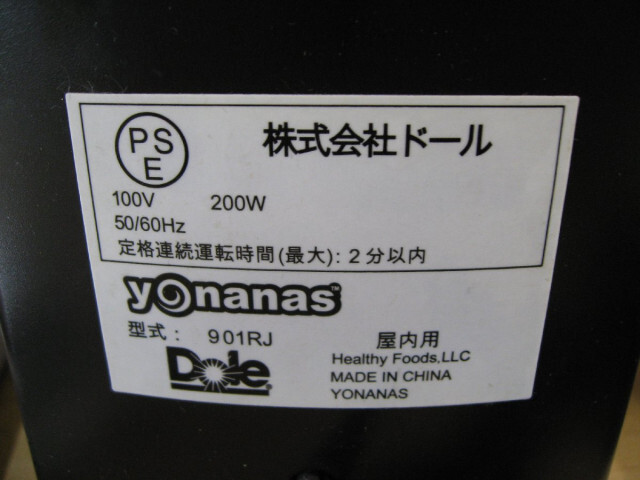 PS
E
株式会社ドール
100V 200W
50/60Hz
定格連続運転時間(最大): 2分以内
yonanas™
型式: 901RJ 屋内用
Dole
Healthy Foods,LLC
MADE IN CHINA
YONANAS